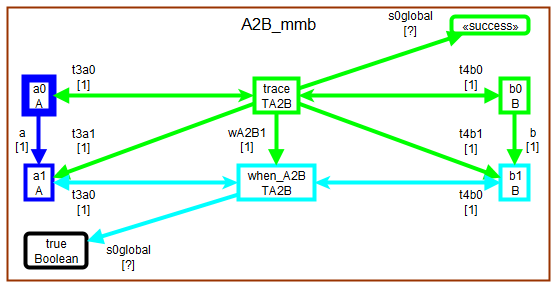 A2B_mmb
s0global
[?]
«success»
t3a0
[1]
t4b0
[1]
a0
A
trace
TA2B
b0
B
a
[1]
t3a1
[1]
wA2B1
[1]
t4b1
[1]
b
[1]
a1
A
t3a0
[1]
when_A2B
TA2B
t4b0
[1]
b1
B
true
Boolean
s0global
[?]